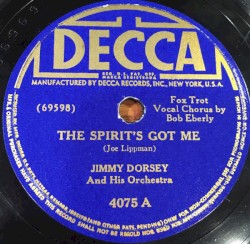 DECCA
REG. U.S. PAT. OFF.
MARCA REGISTRADA
MANUFACTURED BY DECCA RECORDS, INC., NEW YORK, U.S.A.
(69598)
Fox Trot
Vocal Chorus by
Bob Eberly
THE SPIRIT'S GOT ME
(Joe Lippman)
JIMMY DORSEY
And His Orchestra
4075 A